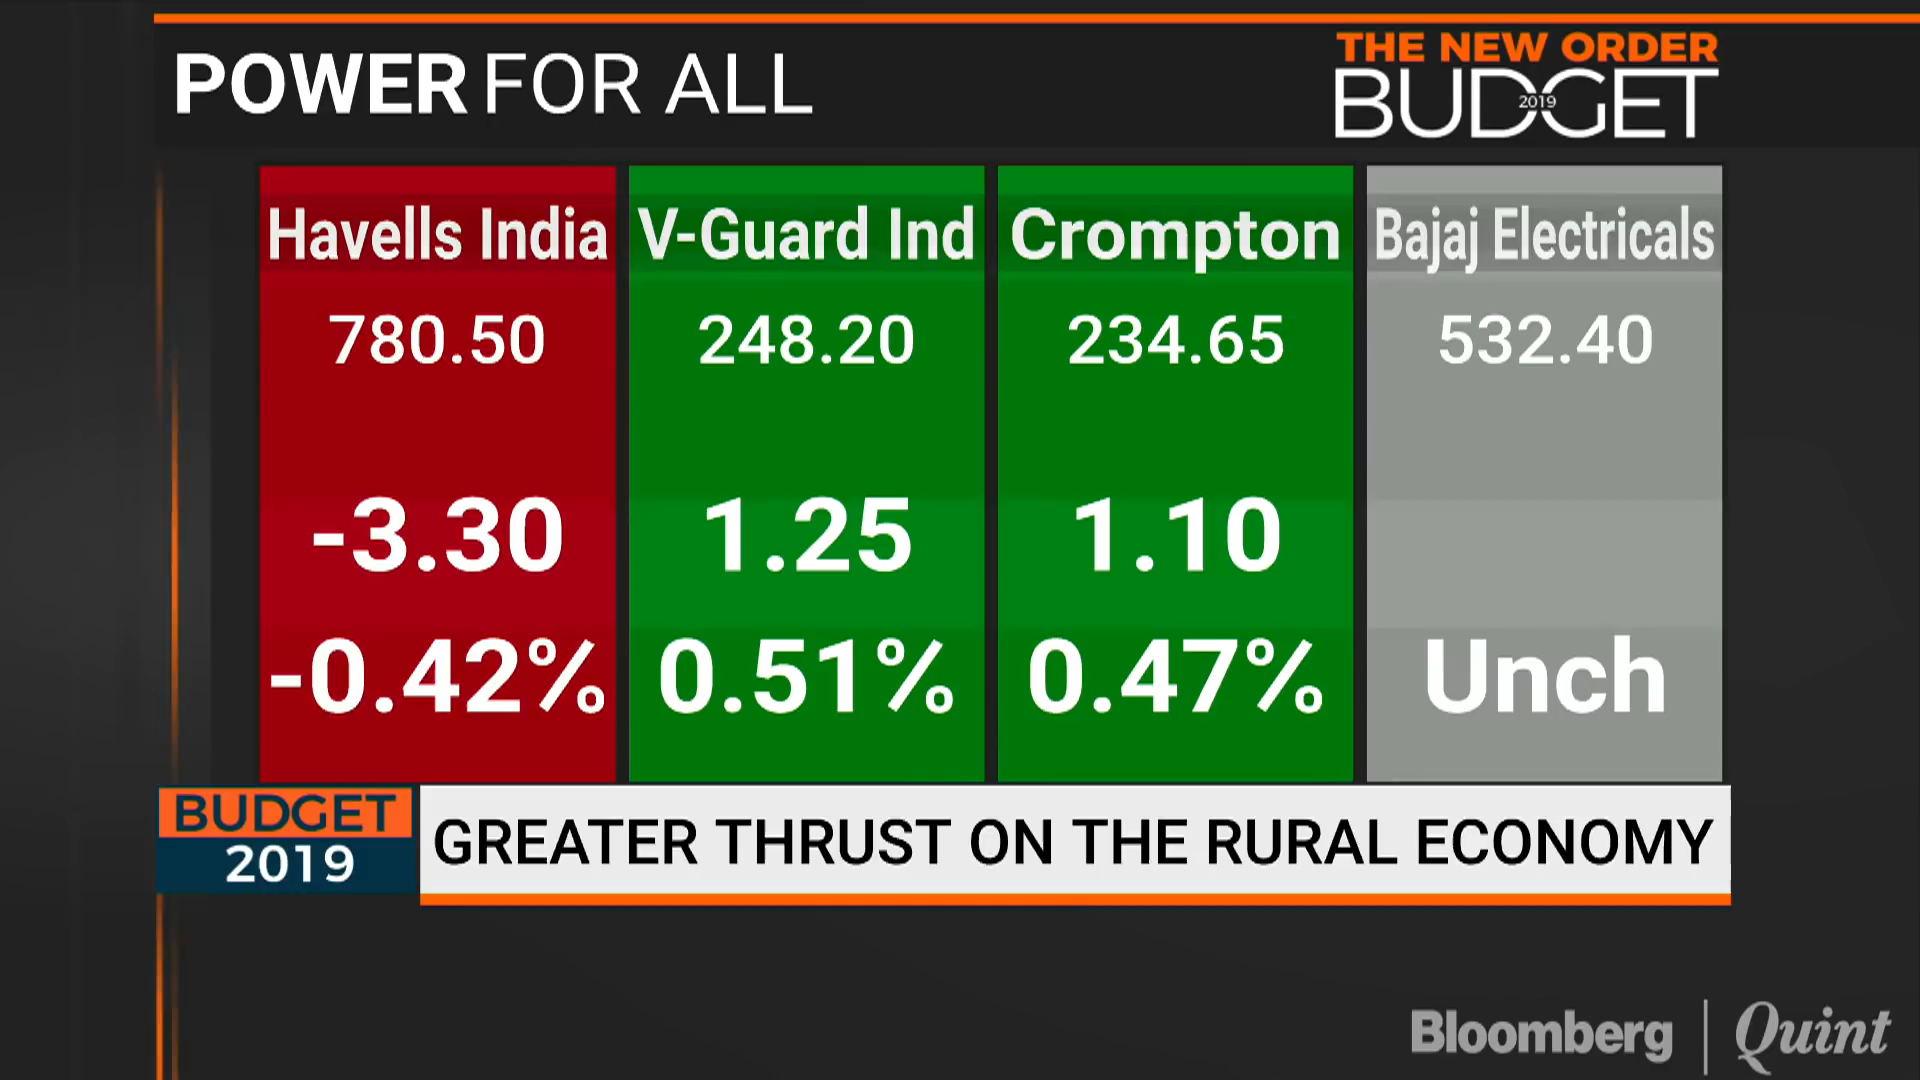 POWER FOR ALL
THE NEW ORDER
BUDGET
2019
Havells India
780.50
-3.30
-0.42%
V-Guard Ind
248.20
1.25
0.51%
Crompton
234.65
1.10
0.47%
Bajaj Electricals
532.40
Unch
BUDGET
2019
GREATER THRUST ON THE RURAL ECONOMY
Bloomberg | Quint